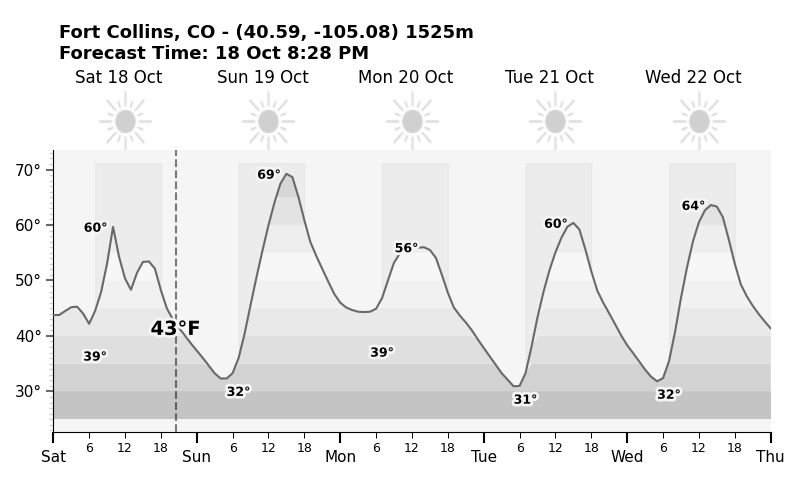 Fort Collins, CO - (40.59, -105.08) 1525m
Forecast Time: 18 Oct 8:28 PM
Sat 18 Oct Sun 19 Oct Mon 20 Oct Tue 21 Oct Wed 22 Oct
70°
60°
50°
40°
30°
69°
64°
60°
60°
56°
43°F
39°
39°
32°
31°
32°
6 12 18 6 12 18 6 12 18 6 12 18 6 12 18
Sat Sun Mon Tue Wed Thu